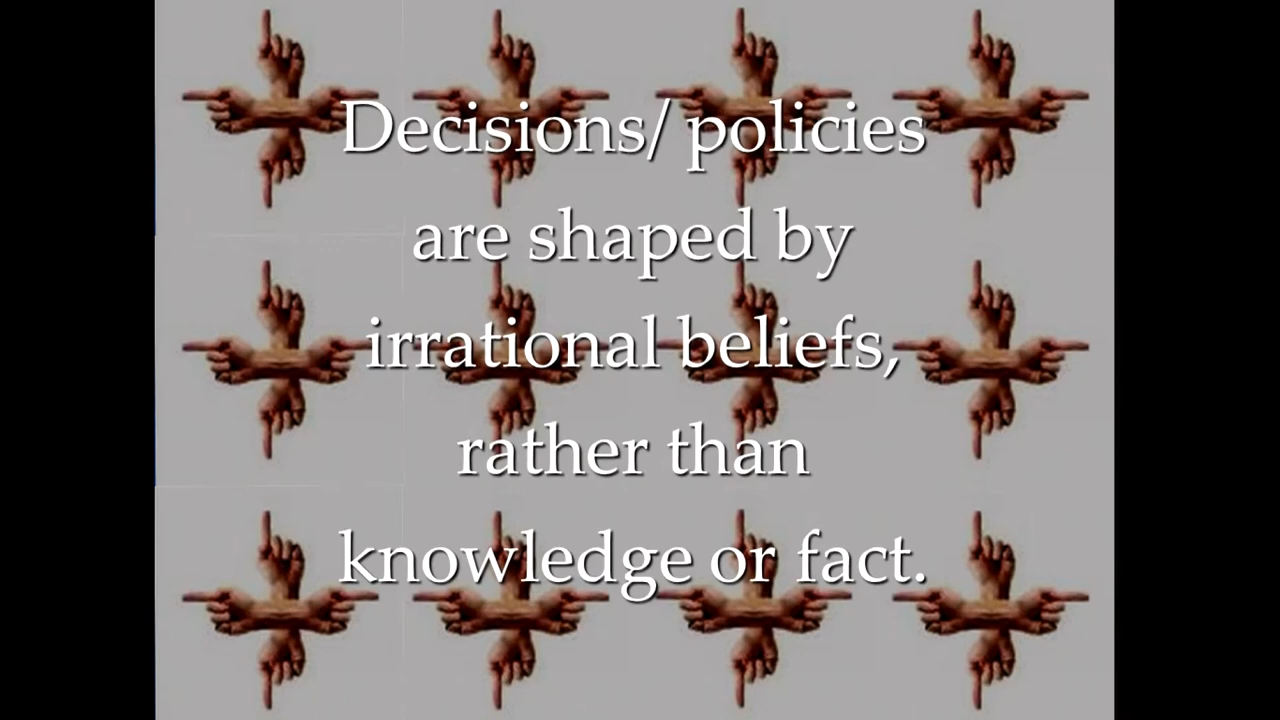 Decisions/ policies
are shaped by
irrational beliefs,
rather than
knowledge or fact.